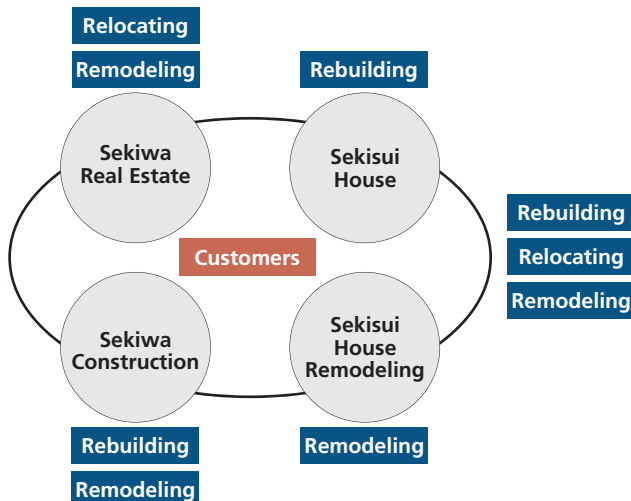 Relocating
Remodeling
Rebuilding
Sekiwa
Real Estate
Sekisui
House
Rebuilding
Relocating
Remodeling
Customers
Sekiwa
Construction
Sekisui
House
Remodeling
Rebuilding
Remodeling
Remodeling